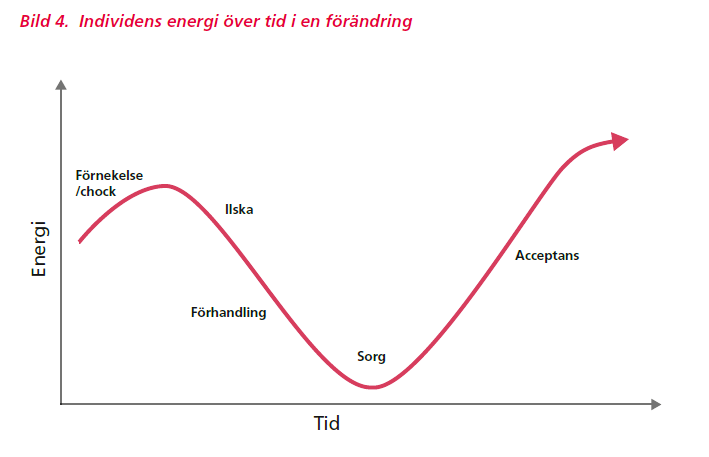 Bild 4. Individens energi över tid i en förändring
Förnekelse
/chock
Ilska
Energi
Acceptans
Förhandling
Sorg
Tid